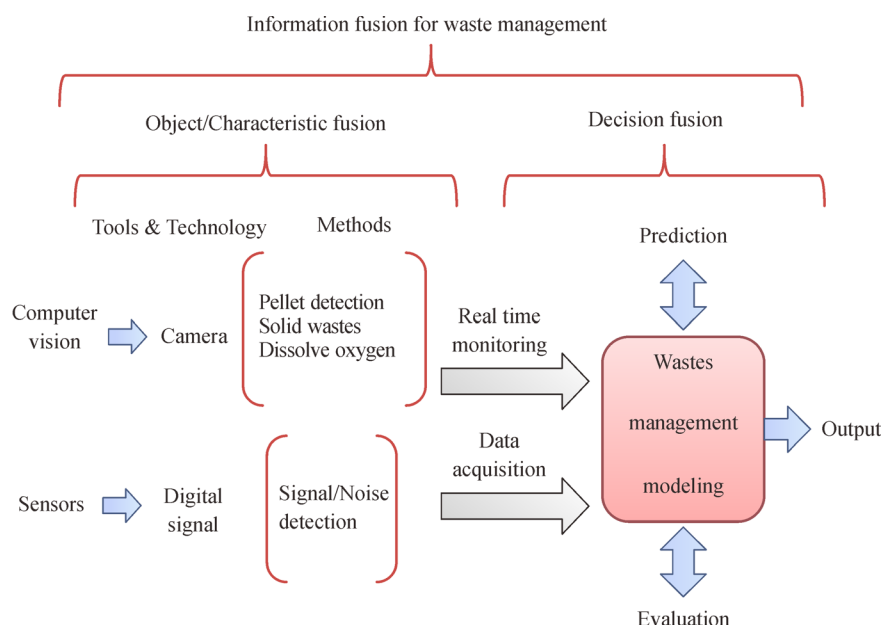 Information fusion for waste management
Object/Characteristic fusion
Decision fusion
Tools & Technology
Methods
Prediction
Computer
vision
Camera
Pellet detection
Solid wastes
Dissolve oxygen
Real time
monitoring
Wastes
management
modeling
Output
Sensors
Digital
signal
Signal/Noise
detection
Data
acquisition
Evaluation